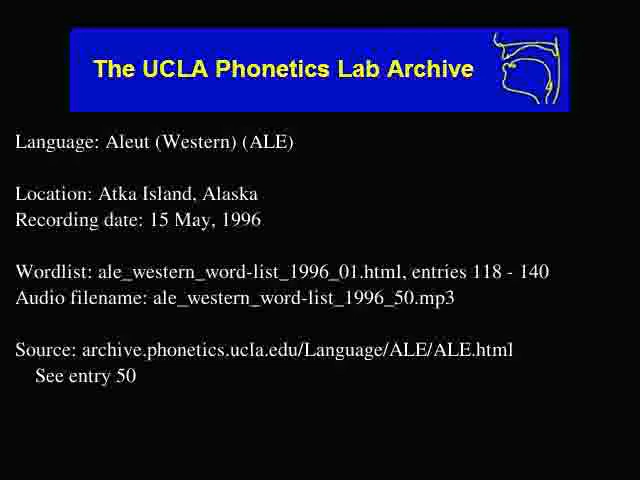 The UCLA Phonetics Lab Archive
Language: Aleut (Western) (ALE)
Location: Atka Island, Alaska
Recording date: 15 May, 1996
Wordlist: ale_western_word-list_1996_01.html, entries 118 - 140
Audio filename: ale_western_word-list_1996_50.mp3
Source: archive.phonetics.ucla.edu/Language/ALE/ALE.html
See entry 50